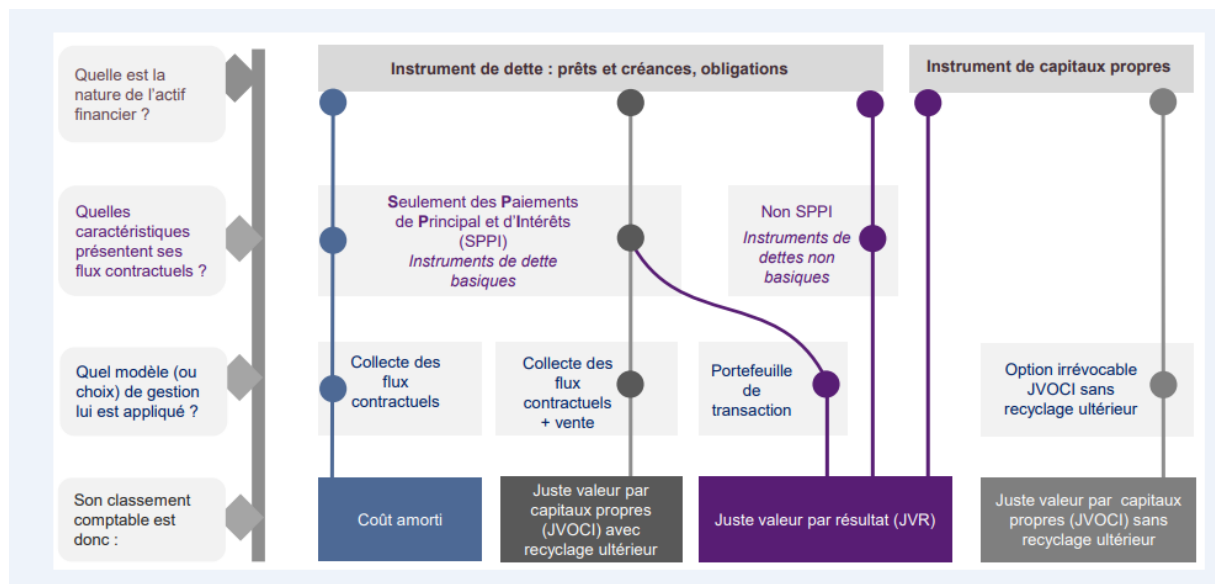 Quelle est la
nature de l'actif
financier ?
Instrument de dette : prêts et créances, obligations
Instrument de capitaux propres
Quelles
caractéristiques
présentent ses
flux contractuels ?
Seulement des Paiements
de Principal et d'Intérêts
(SPPI)
Instruments de dette
basiques
Non SPPI
Instruments de
dettes non
basiques
Quel modèle (ou
choix) de gestion
lui est appliqué ?
Collecte des
flux
contractuels
Collecte des
flux
contractuels
+ vente
Portefeuille
de
transaction
Option irrévocable
JVOCI sans
recyclage ultérieur
Son classement
comptable est
donc :
Coût amorti
Juste valeur par
capitaux propres
(JVOCI) avec
recyclage ultérieur
Juste valeur par résultat (JVR)
Juste valeur par capitaux
propres (JVOCI) sans
recyclage ultérieur